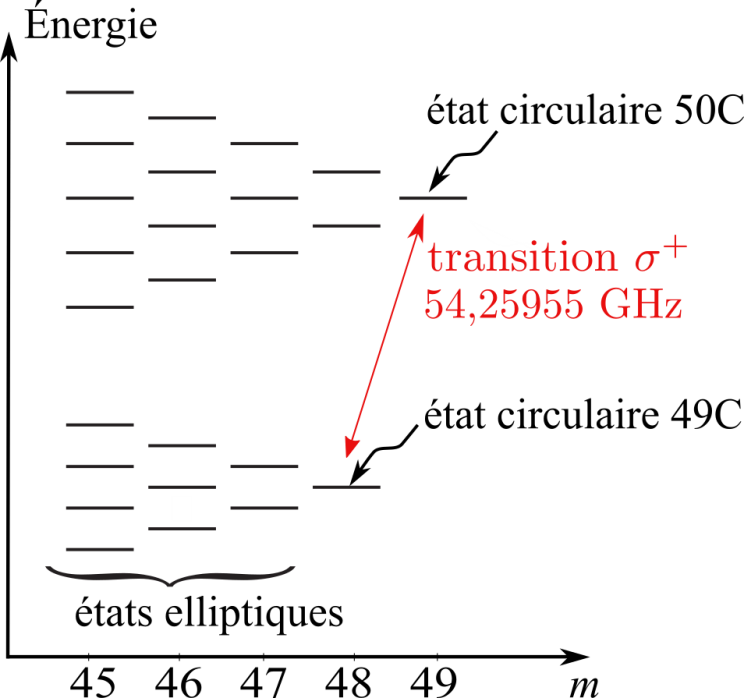 Énergie
état circulaire 50C
transition σ⁺
54,25955 GHz
état circulaire 49C
états elliptiques
45 46 47 48 49 m